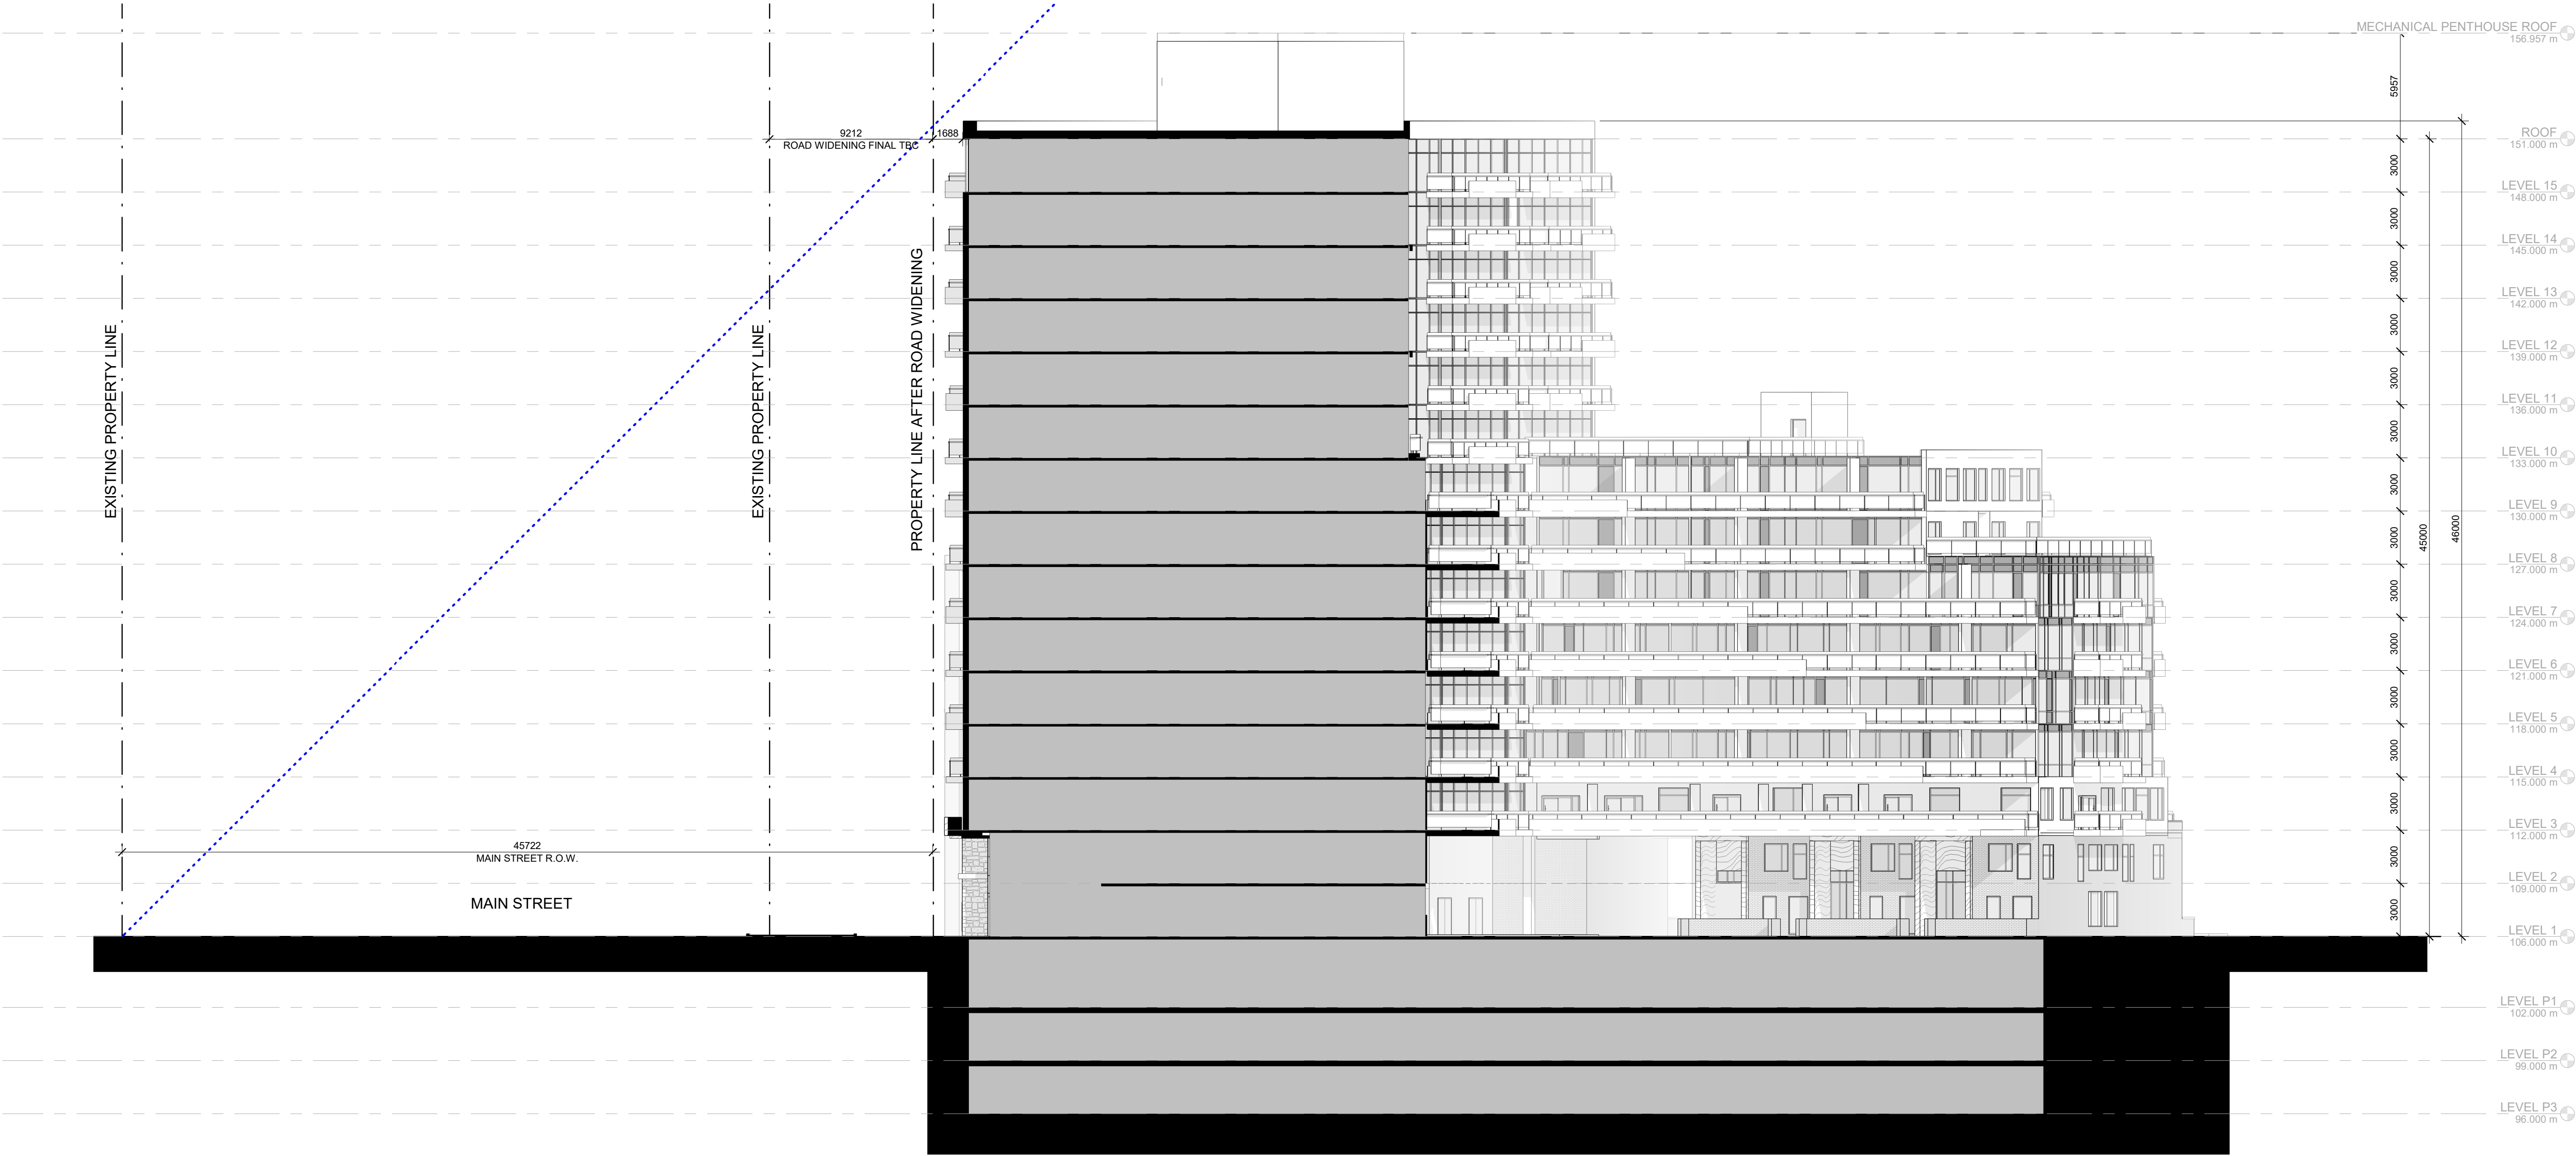 MECHANICAL PENTHOUSE ROOF
156.957 m
5957
9212
1688
ROAD WIDENING FINAL TBC
ROOF
151.000 m
3000
LEVEL 15
148.000 m
3000
LEVEL 14
145.000 m
3000
LEVEL 13
142.000 m
3000
LEVEL 12
139.000 m
3000
LEVEL 11
136.000 m
3000
LEVEL 10
133.000 m
3000
LEVEL 9
130.000 m
3000
LEVEL 8
127.000 m
3000
LEVEL 7
124.000 m
3000
LEVEL 6
121.000 m
3000
LEVEL 5
118.000 m
3000
LEVEL 4
115.000 m
3000
LEVEL 3
112.000 m
3000
LEVEL 2
109.000 m
3000
LEVEL 1
106.000 m
45000
46000
EXISTING PROPERTY LINE
EXISTING PROPERTY LINE
PROPERTY LINE AFTER ROAD WIDENING
45722
MAIN STREET R.O.W.
MAIN STREET
LEVEL P1
102.000 m
LEVEL P2
99.000 m
LEVEL P3
96.000 m